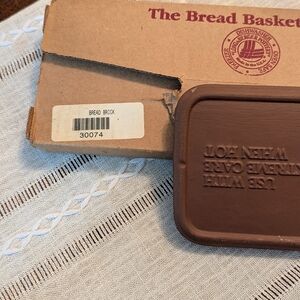 The Bread Basket
BREAD BRICK
30074
USE WITH
EXTREME CARE
WHEN HOT